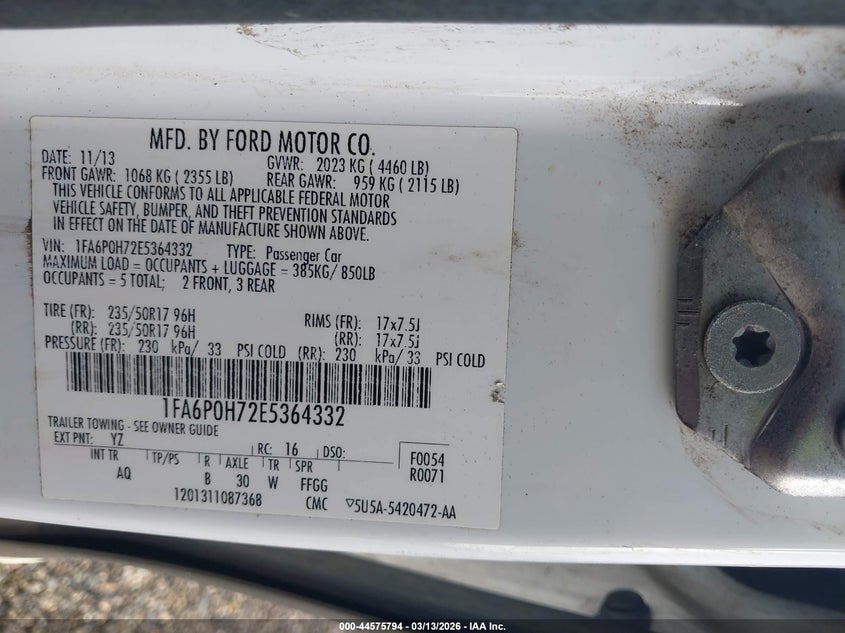 MFD. BY FORD MOTOR CO.
DATE: 11/13 GVWR: 2023 KG ( 4460 LB)
FRONT GAWR: 1068 KG ( 2355 LB) REAR GAWR: 959 KG ( 2115 LB)
THIS VEHICLE CONFORMS TO ALL APPLICABLE FEDERAL MOTOR
VEHICLE SAFETY, BUMPER, AND THEFT PREVENTION STANDARDS
IN EFFECT ON THE DATE OF MANUFACTURE SHOWN ABOVE.
VIN: 1FA6P0H72E5364332 TYPE: Passenger Car
MAXIMUM LOAD = OCCUPANTS + LUGGAGE = 385KG/ 850LB
OCCUPANTS = 5 TOTAL; 2 FRONT, 3 REAR
TIRE (FR): 235/50R17 96H RIMS (FR): 17x7.5J
(RR): 235/50R17 96H (RR): 17x7.5J
PRESSURE (FR): 230 kPa/ 33 PSI COLD (RR): 230 kPa/ 33 PSI COLD
1FA6P0H72E5364332
TRAILER TOWING - SEE OWNER GUIDE
EXT PNT: YZ RC: 16 DSO: F0054
INT TR TP/PS R AXLE TR SPR R0071
AQ B 30 W FFGG
1201311087368 CMC ▽5U5A-5420472-AA
000-44575794 - 03/13/2026 - IAA Inc.